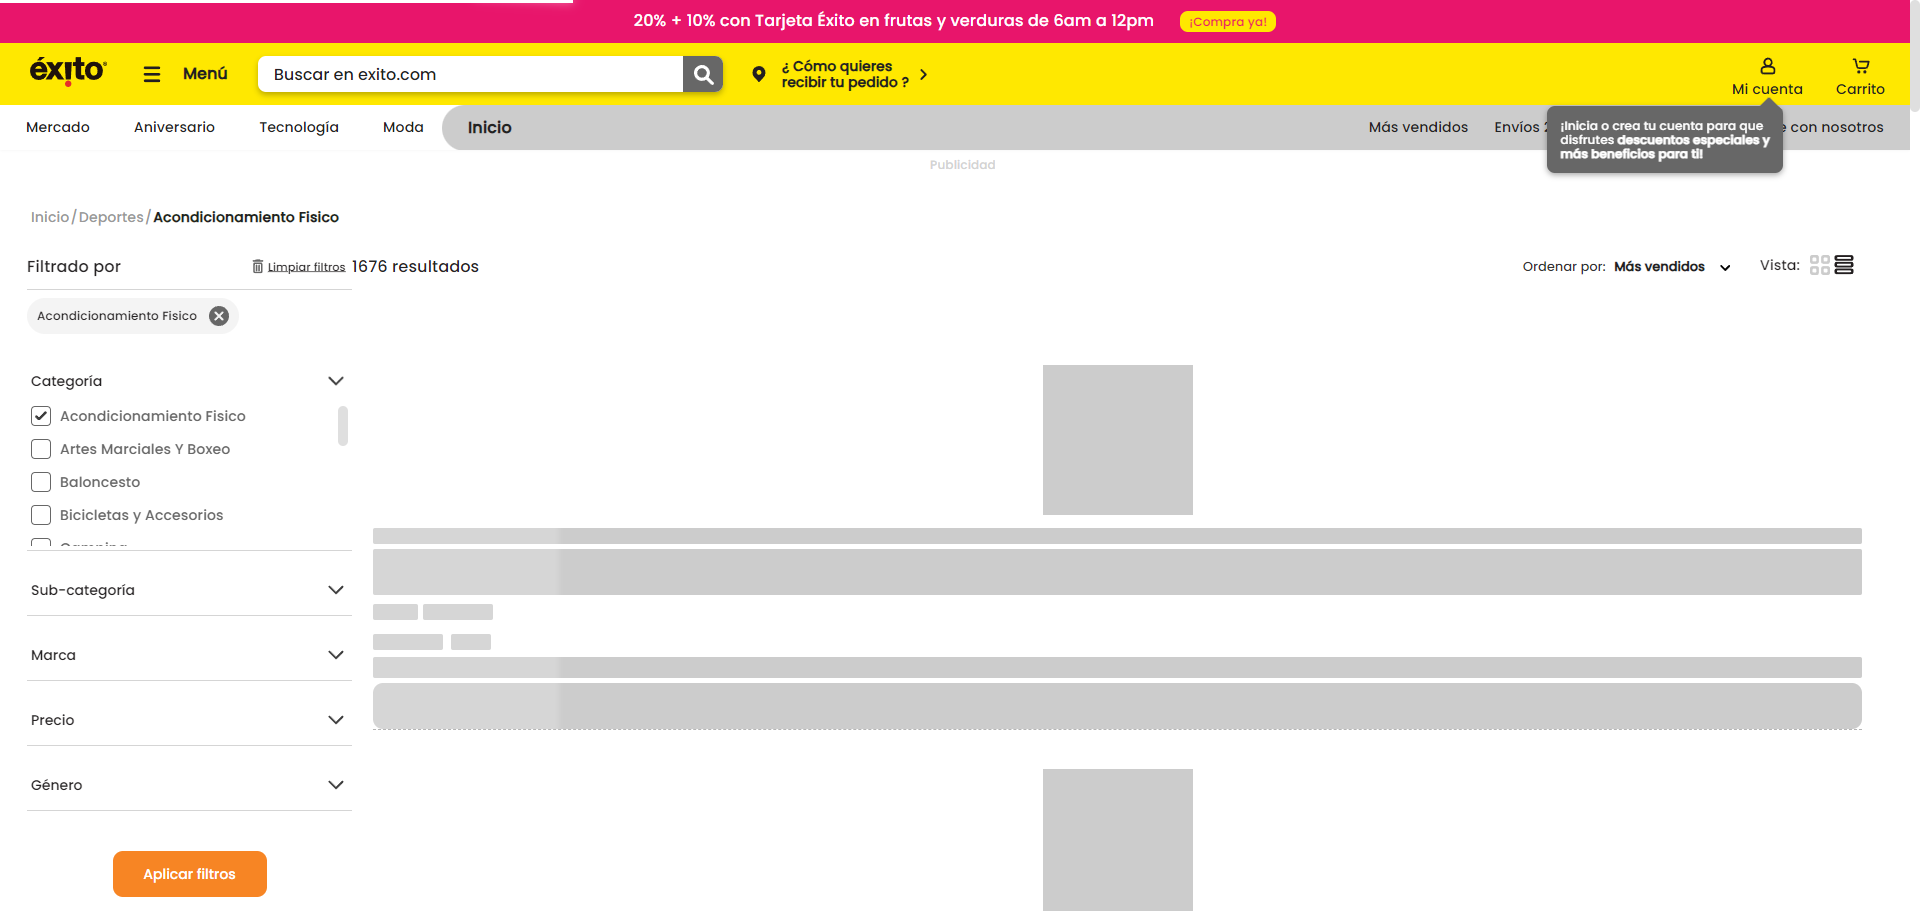 20% + 10% con Tarjeta Éxito en frutas y verduras de 6am a 12pm
¡Compra ya!
éxito
Menú
Buscar en exito.com
¿ Cómo quieres
recibir tu pedido ?
Mi cuenta
Carrito
Mercado
Aniversario
Tecnología
Moda
Inicio
Más vendidos
Envíos
e con nosotros
¡Inicia o crea tu cuenta para que
disfrutes descuentos especiales y
más beneficios para ti!
Publicidad
Inicio/Deportes/Acondicionamiento Fisico
Filtrado por
Limpiar filtros
1676 resultados
Ordenar por: Más vendidos
Vista:
Acondicionamiento Fisico
Categoría
Acondicionamiento Fisico
Artes Marciales Y Boxeo
Baloncesto
Bicicletas y Accesorios
Sub-categoría
Marca
Precio
Género
Aplicar filtros